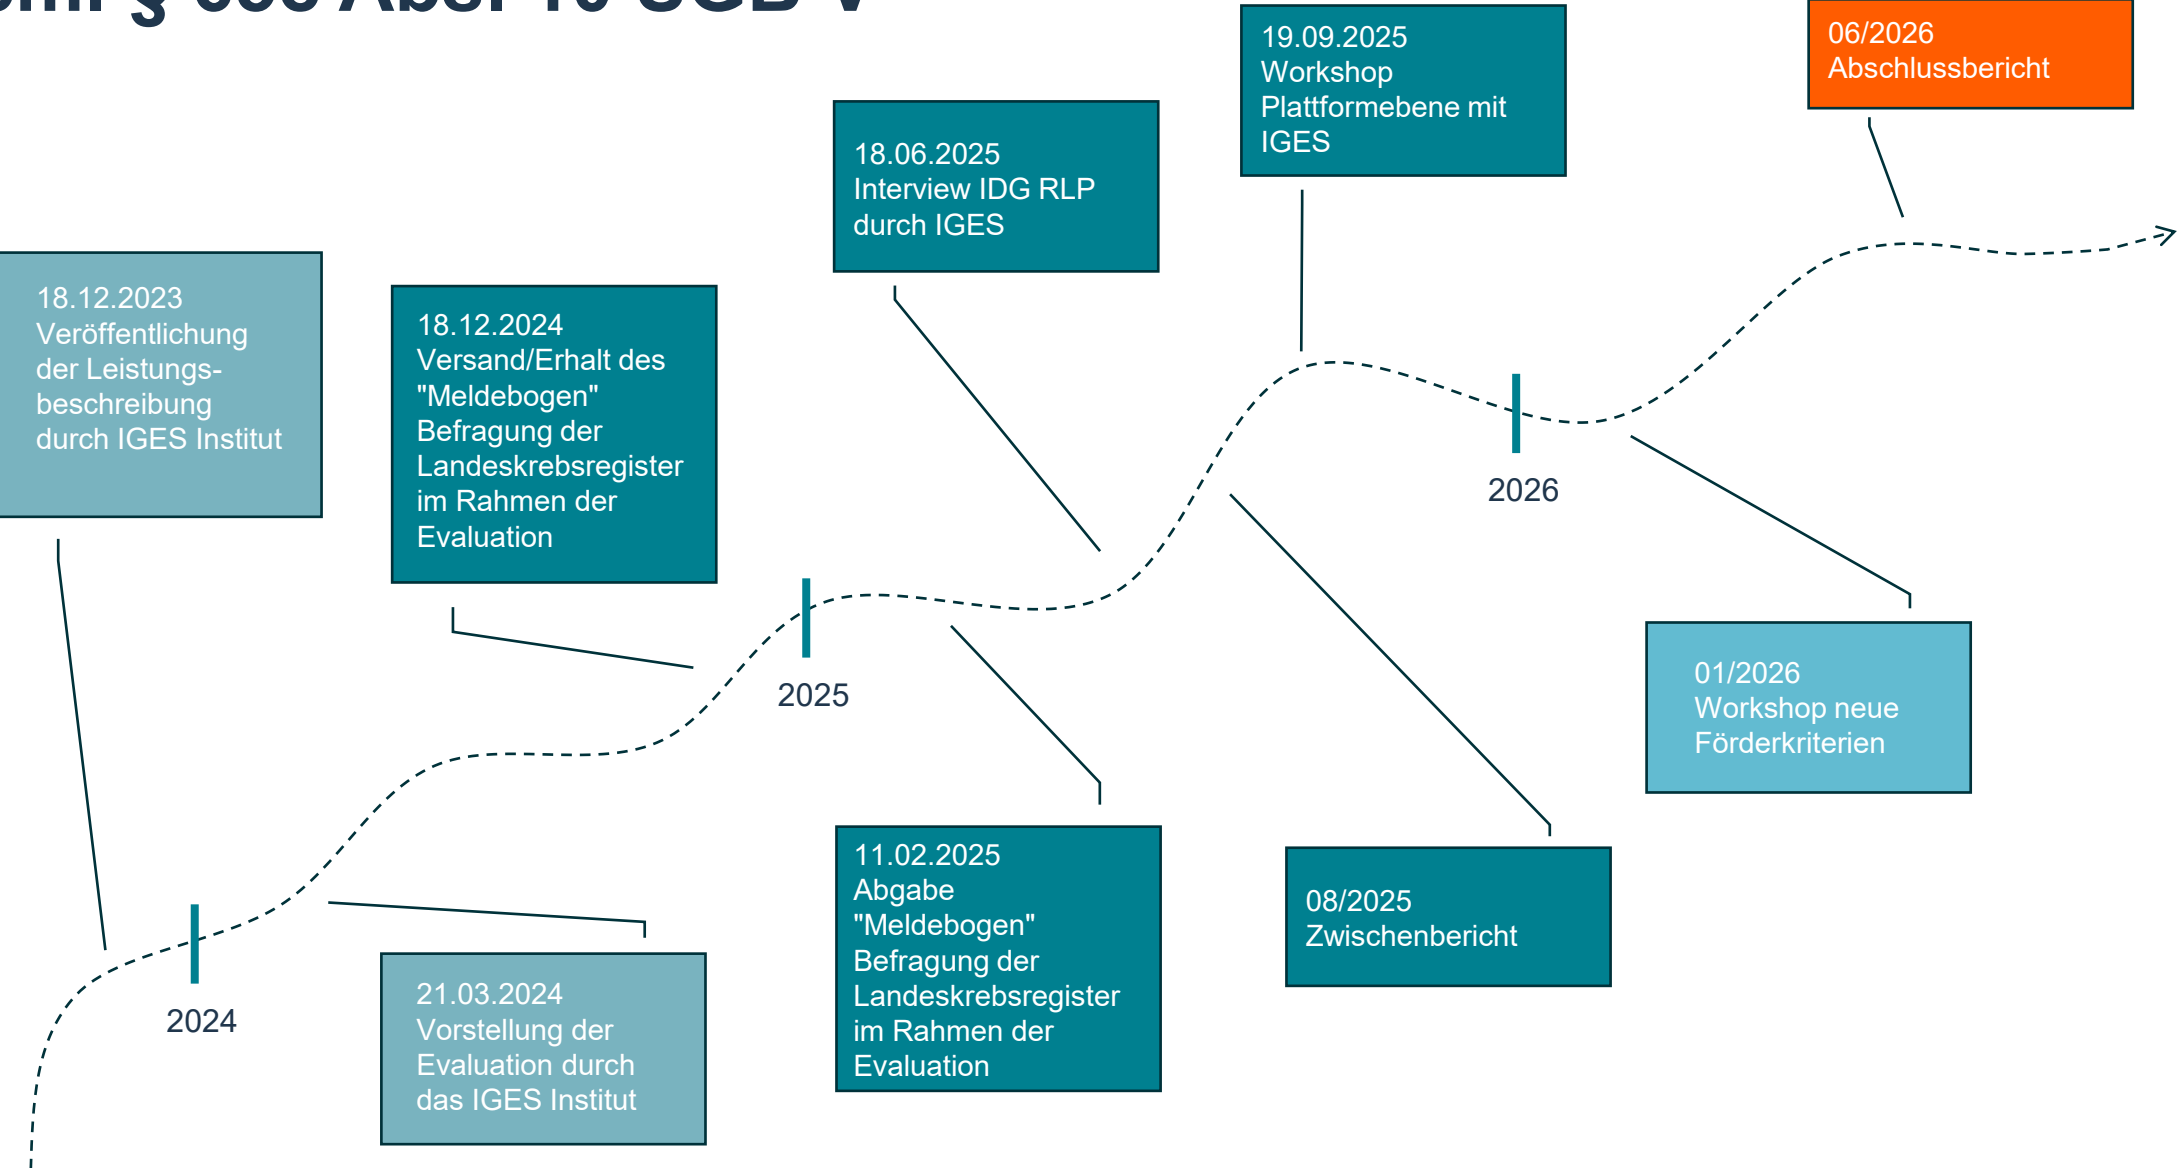 § Abs. 10 SGB V
19.09.2025
Workshop
Plattformebene mit
IGES
06/2026
Abschlussbericht
18.06.2025
Interview IDG RLP
durch IGES
18.12.2023
Veröffentlichung
der Leistungs-
beschreibung
durch IGES Institut
18.12.2024
Versand/Erhalt des
"Meldebogen"
Befragung der
Landeskrebsregister
im Rahmen der
Evaluation
2026
2025
01/2026
Workshop neue
Förderkriterien
11.02.2025
Abgabe
"Meldebogen"
Befragung der
Landeskrebsregister
im Rahmen der
Evaluation
08/2025
Zwischenbericht
2024
21.03.2024
Vorstellung der
Evaluation durch
das IGES Institut